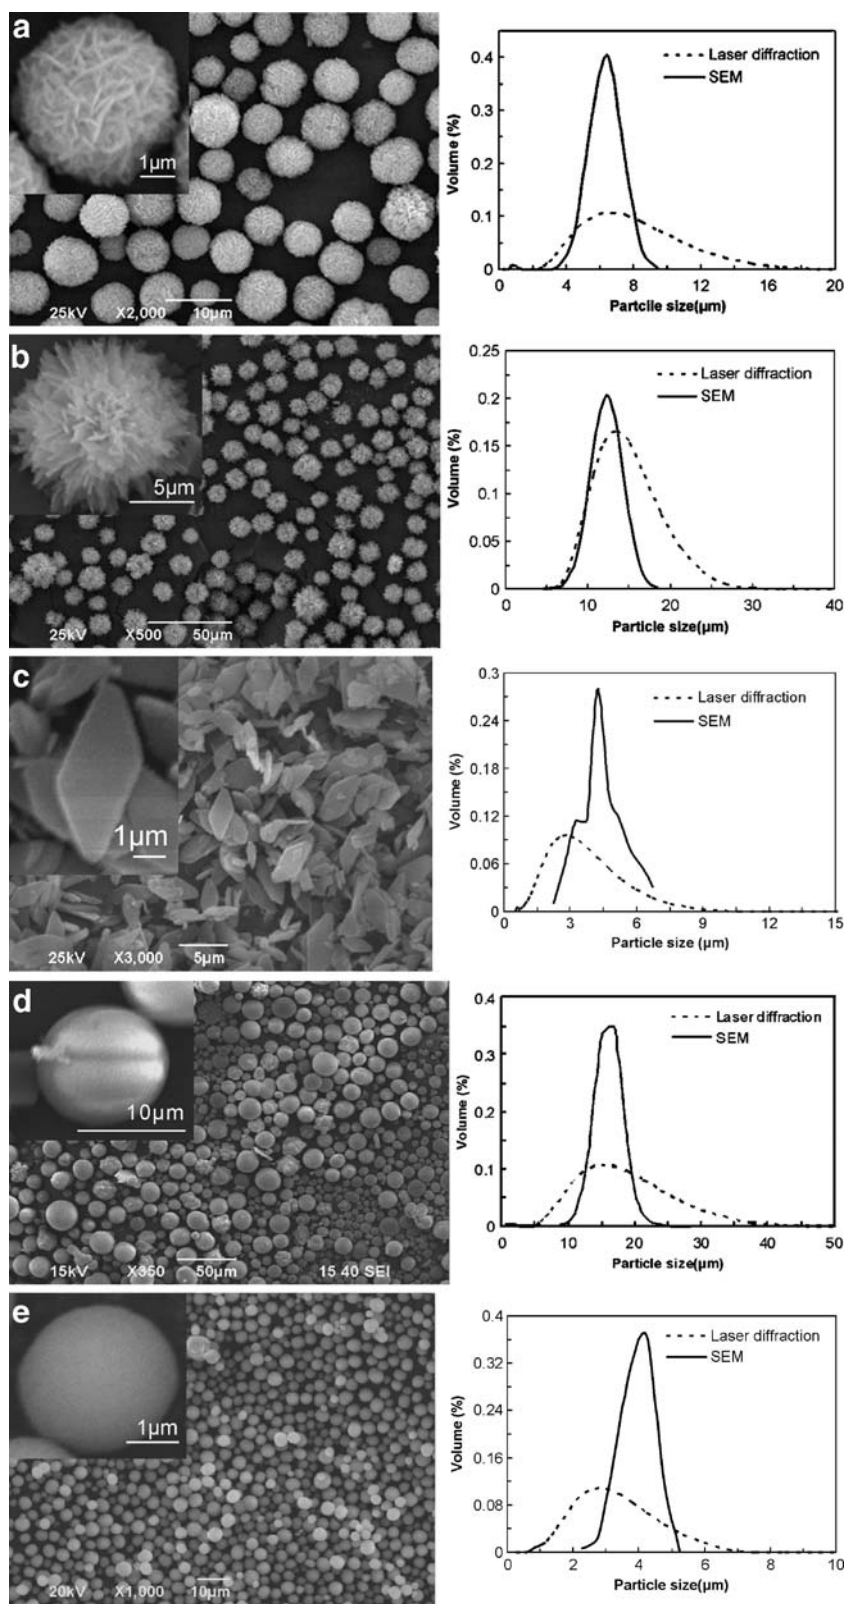 a
1µm
25kV X2,000 10µm
0.4
0.3
0.2
0.1
0
Volume (%)
Laser diffraction
SEM
0 4 8 12 16 20
Partcile size(µm)
b
5µm
25kV X500 50µm
0.25
0.2
0.15
0.1
0.05
0
Volume (%)
Laser diffraction
SEM
0 10 20 30 40
Particle size(µm)
c
1µm
25kV X3,000 5µm
0.3
0.24
0.18
0.12
0.06
0
Volume (%)
Laser diffraction
SEM
0 3 6 9 12 15
Particle size (µm)
d
10µm
15kV X350 50µm 15 40 SEI
0.4
0.3
0.2
0.1
0
Volume (%)
Laser diffraction
SEM
0 10 20 30 40 50
Particle size(µm)
e
1µm
20kV X1,000 10µm
0.4
0.32
0.24
0.16
0.08
0
Volume (%)
Laser diffraction
SEM
0 2 4 6 8 10
Particle size(µm)